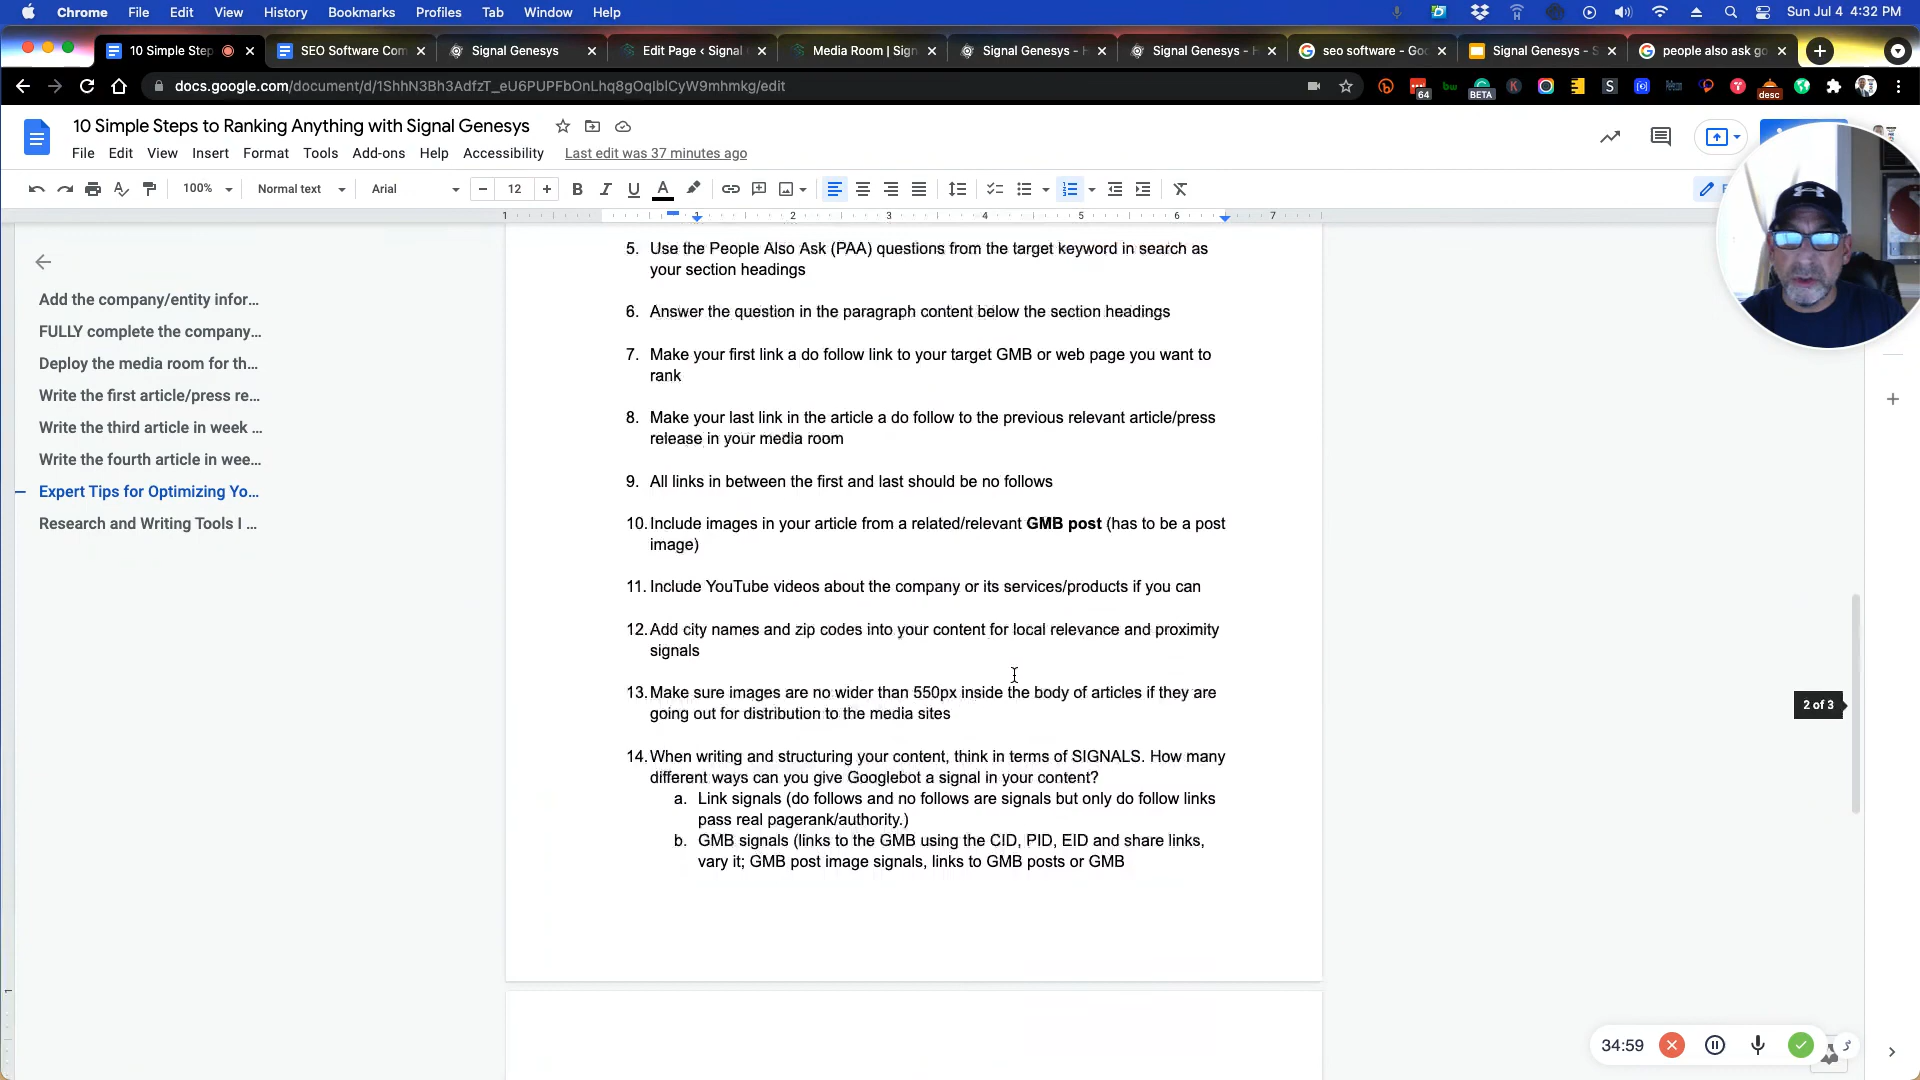 Chrome File Edit View History Bookmarks Profiles Tab Window Help Sun Jul 4 4:32 PM
10 Simple Step SEO Software Com Signal Genesys Edit Page ‹ Signal Media Room | Sign Signal Genesys - H Signal Genesys - H seo software - Goo Signal Genesys - S people also ask go
docs.google.com/document/d/1ShhN3Bh3AdfzT_eU6PUPFbOnLhq8gOqIblCyW9mhmkg/edit
64 BETA desc
10 Simple Steps to Ranking Anything with Signal Genesys
File Edit View Insert Format Tools Add-ons Help Accessibility Last edit was 37 minutes ago
100% Normal text Arial 12
1 1 2 3 4 5 6 7
Add the company/entity infor...
FULLY complete the company...
Deploy the media room for th...
Write the first article/press re...
Write the third article in week ...
Write the fourth article in wee...
Expert Tips for Optimizing Yo...
Research and Writing Tools I ...
5. Use the People Also Ask (PAA) questions from the target keyword in search as
your section headings
6. Answer the question in the paragraph content below the section headings
7. Make your first link a do follow link to your target GMB or web page you want to
rank
8. Make your last link in the article a do follow to the previous relevant article/press
release in your media room
9. All links in between the first and last should be no follows
10. Include images in your article from a related/relevant GMB post (has to be a post
image)
11. Include YouTube videos about the company or its services/products if you can
12. Add city names and zip codes into your content for local relevance and proximity
signals
13. Make sure images are no wider than 550px inside the body of articles if they are
going out for distribution to the media sites
14. When writing and structuring your content, think in terms of SIGNALS. How many
different ways can you give Googlebot a signal in your content?
a. Link signals (do follows and no follows are signals but only do follow links
pass real pagerank/authority.)
b. GMB signals (links to the GMB using the CID, PID, EID and share links,
vary it; GMB post image signals, links to GMB posts or GMB
2 of 3
34:59